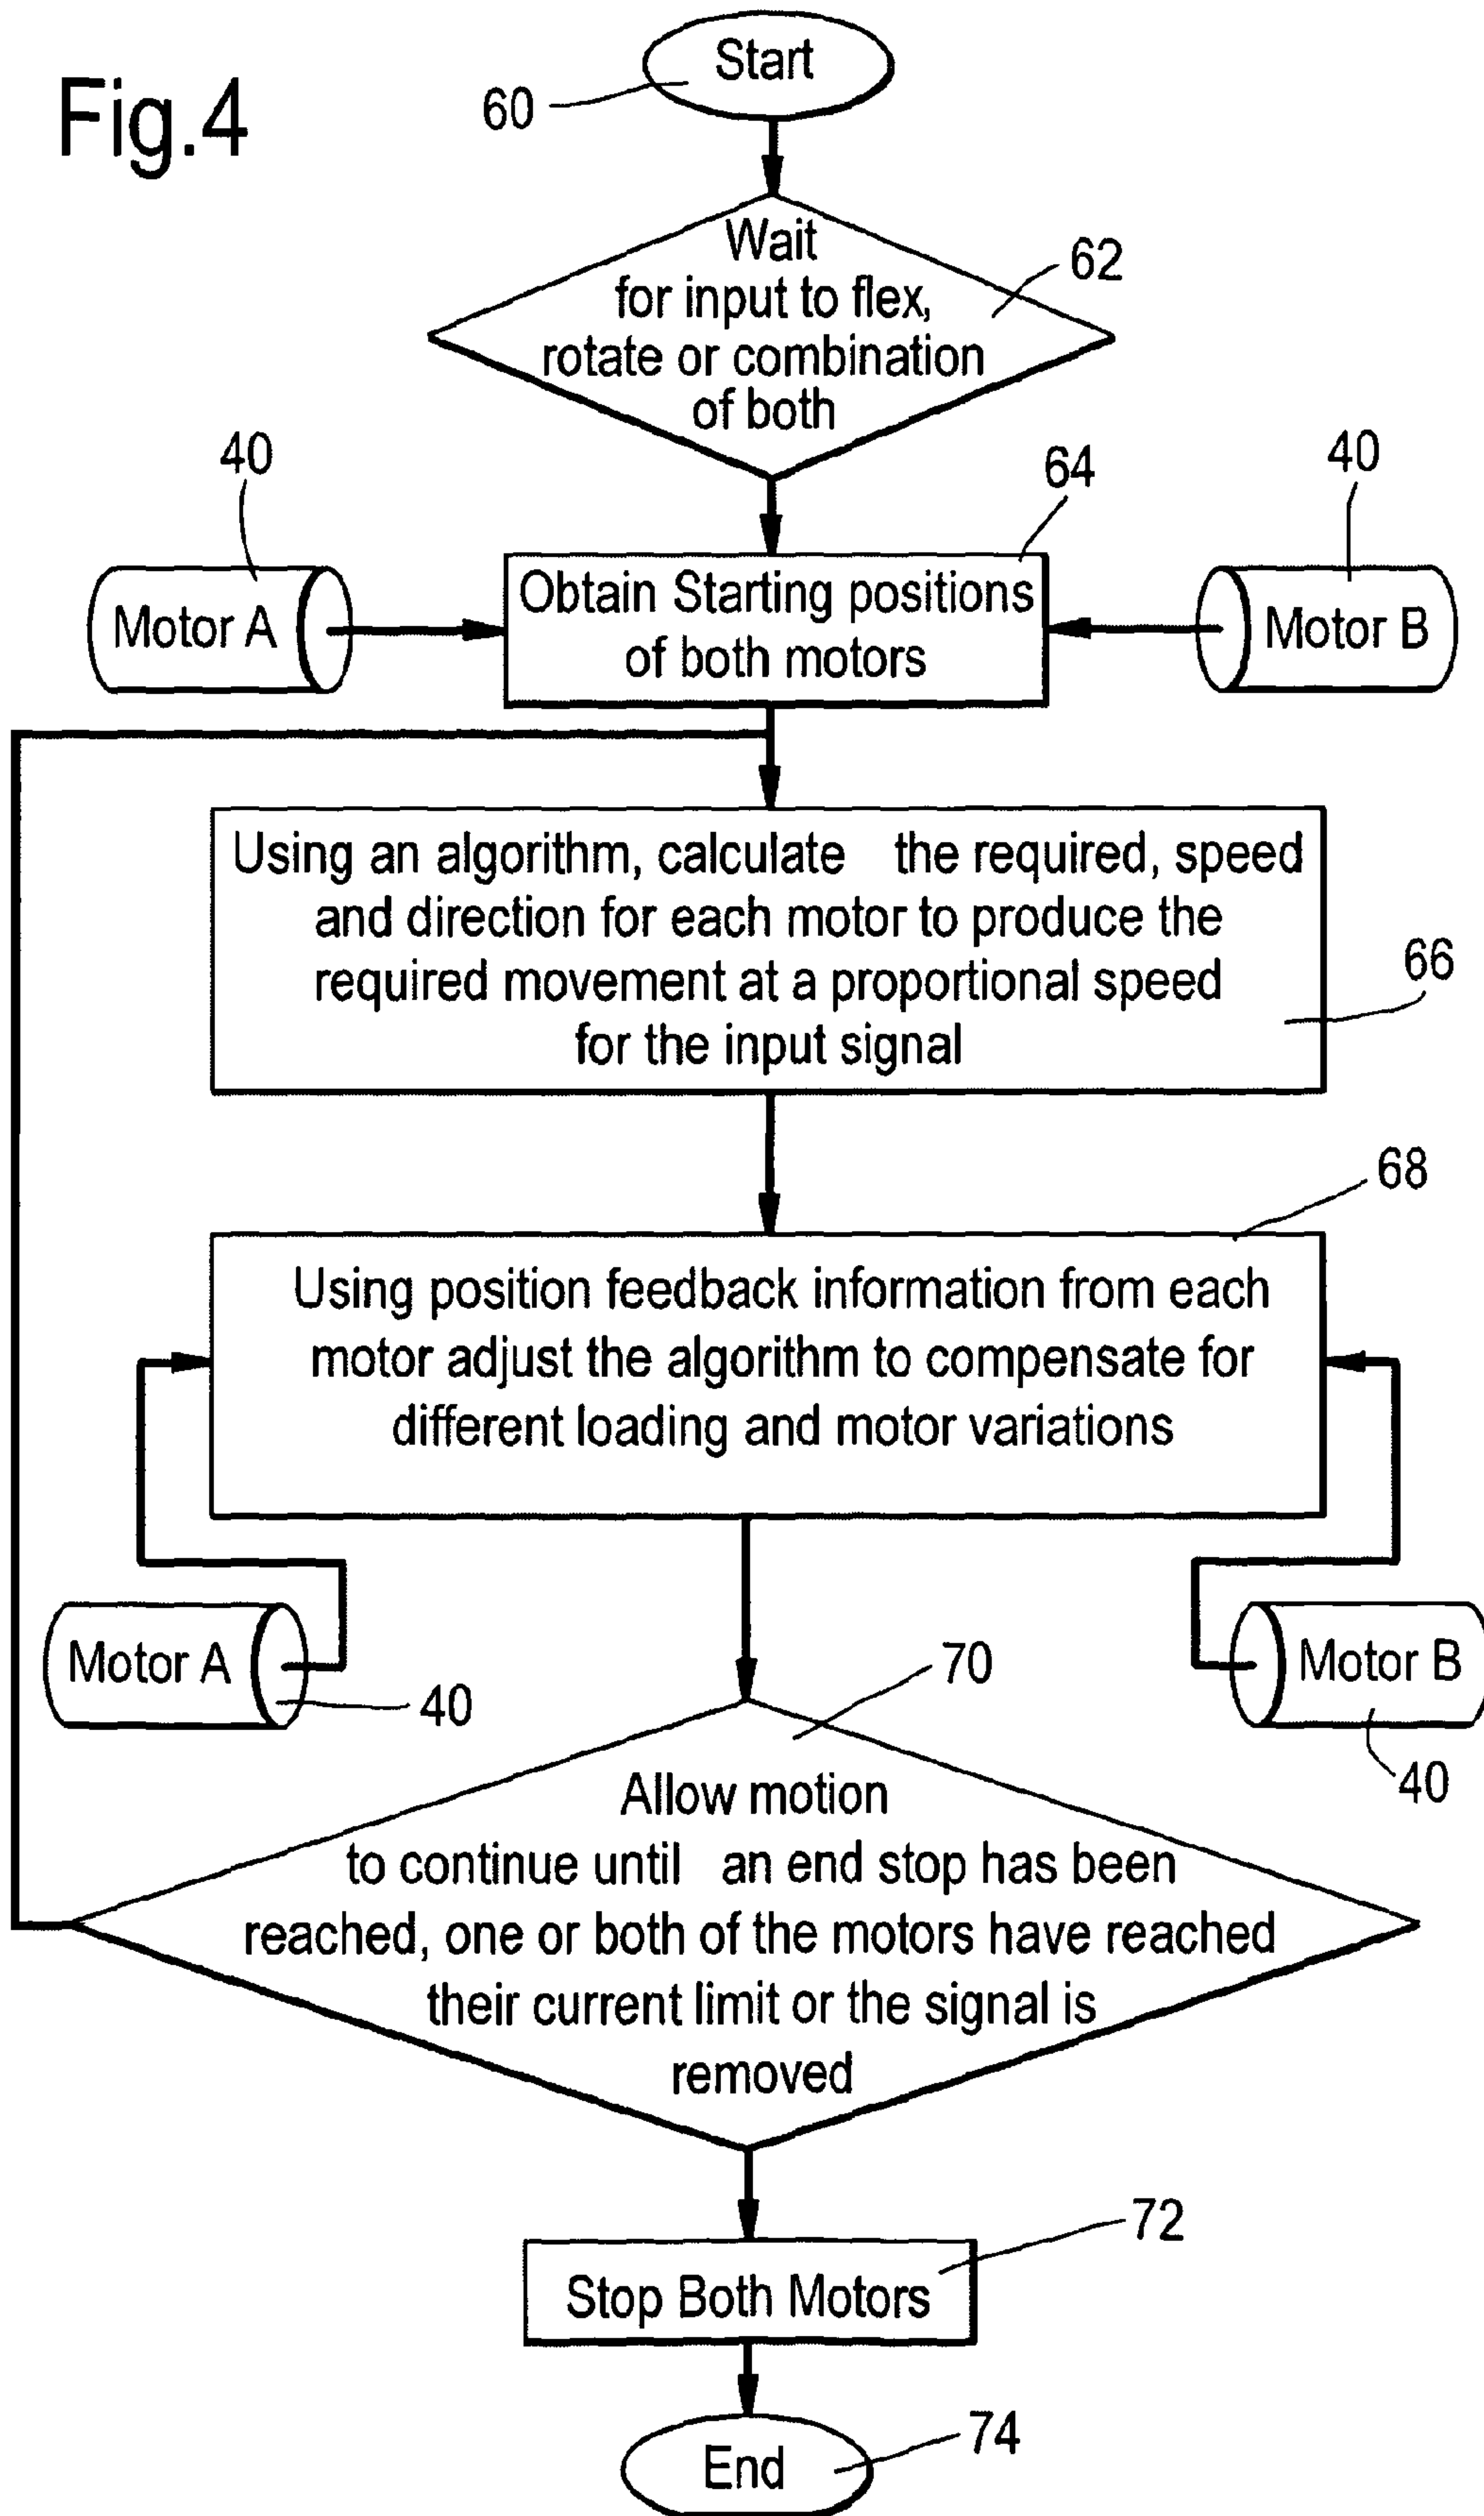 Fig.4
Start
60
Wait
for input to flex,
rotate or combination
of both
62
40
64
40
Motor A
Obtain Starting positions
of both motors
Motor B
Using an algorithm, calculate the required, speed
and direction for each motor to produce the
required movement at a proportional speed
for the input signal
66
68
Using position feedback information from each
motor adjust the algorithm to compensate for
different loading and motor variations
Motor A
40
70
Motor B
40
Allow motion
to continue until an end stop has been
reached, one or both of the motors have reached
their current limit or the signal is
removed
72
Stop Both Motors
74
End